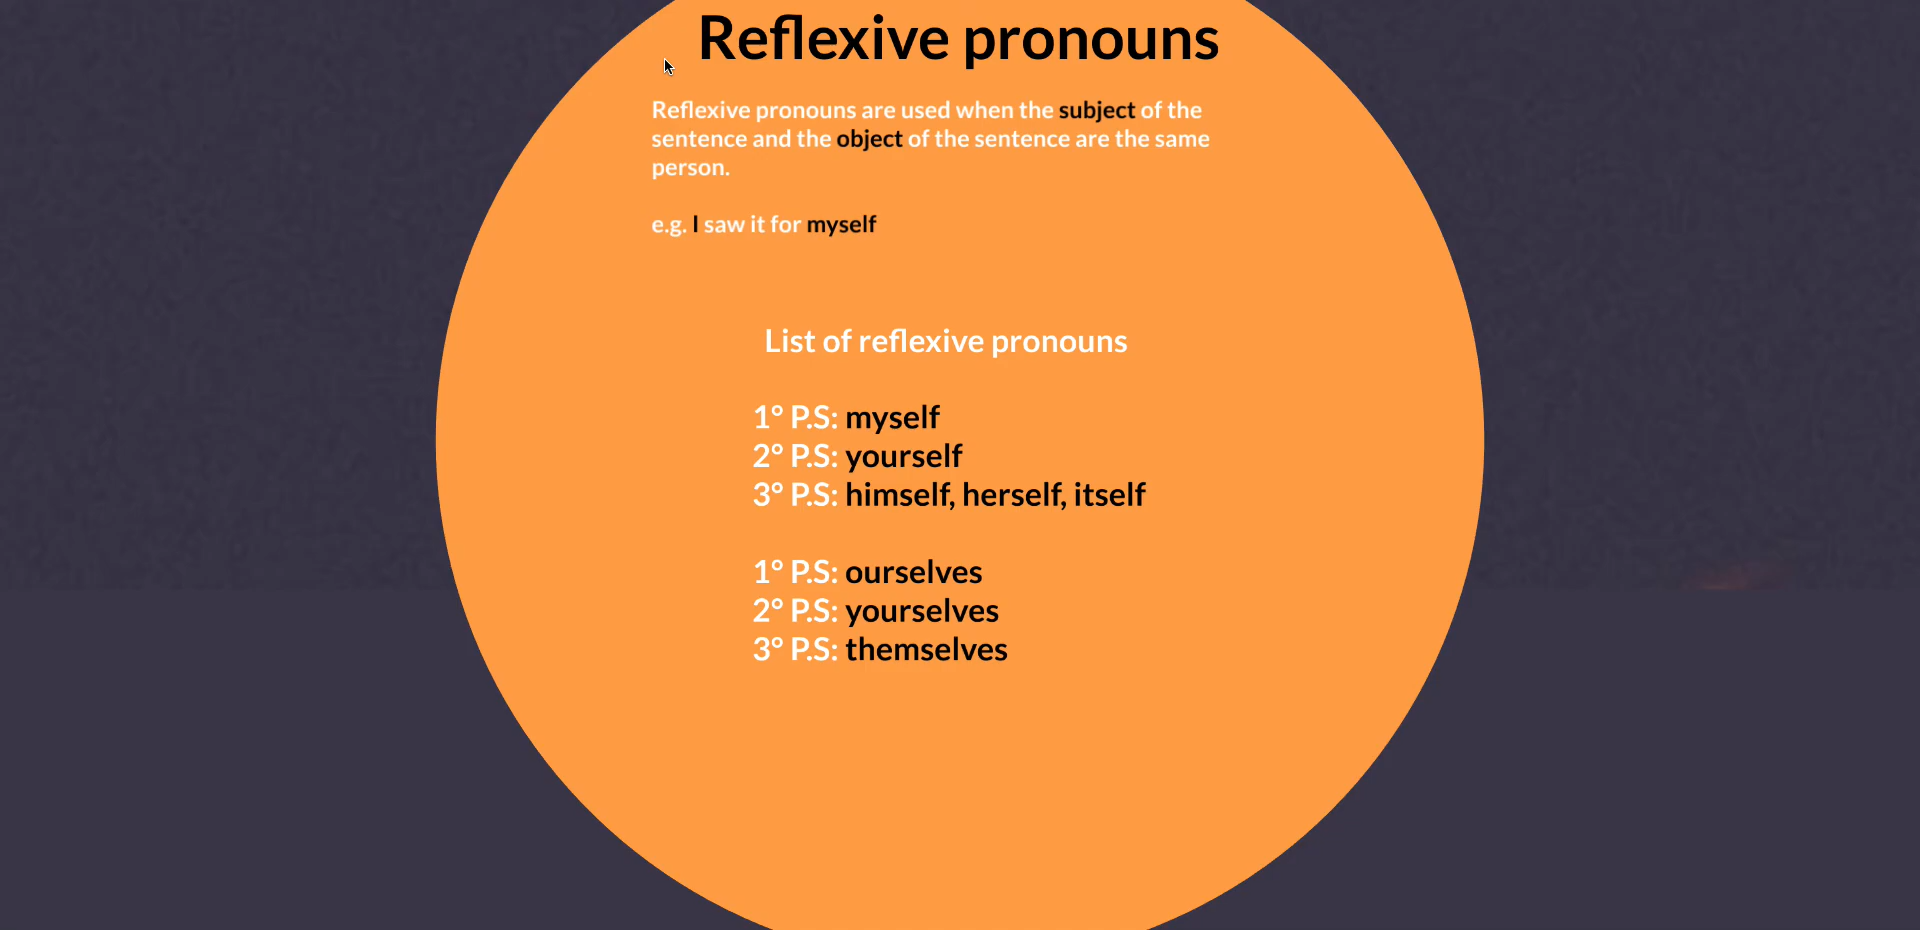 Reflexive pronouns
Reflexive pronouns are used when the subject of the
sentence and the object of the sentence are the same
person.
e.g. I saw it for myself
List of reflexive pronouns
1° P.S: myself
2° P.S: yourself
3° P.S: himself, herself, itself
1° P.S: ourselves
2° P.S: yourselves
3° P.S: themselves